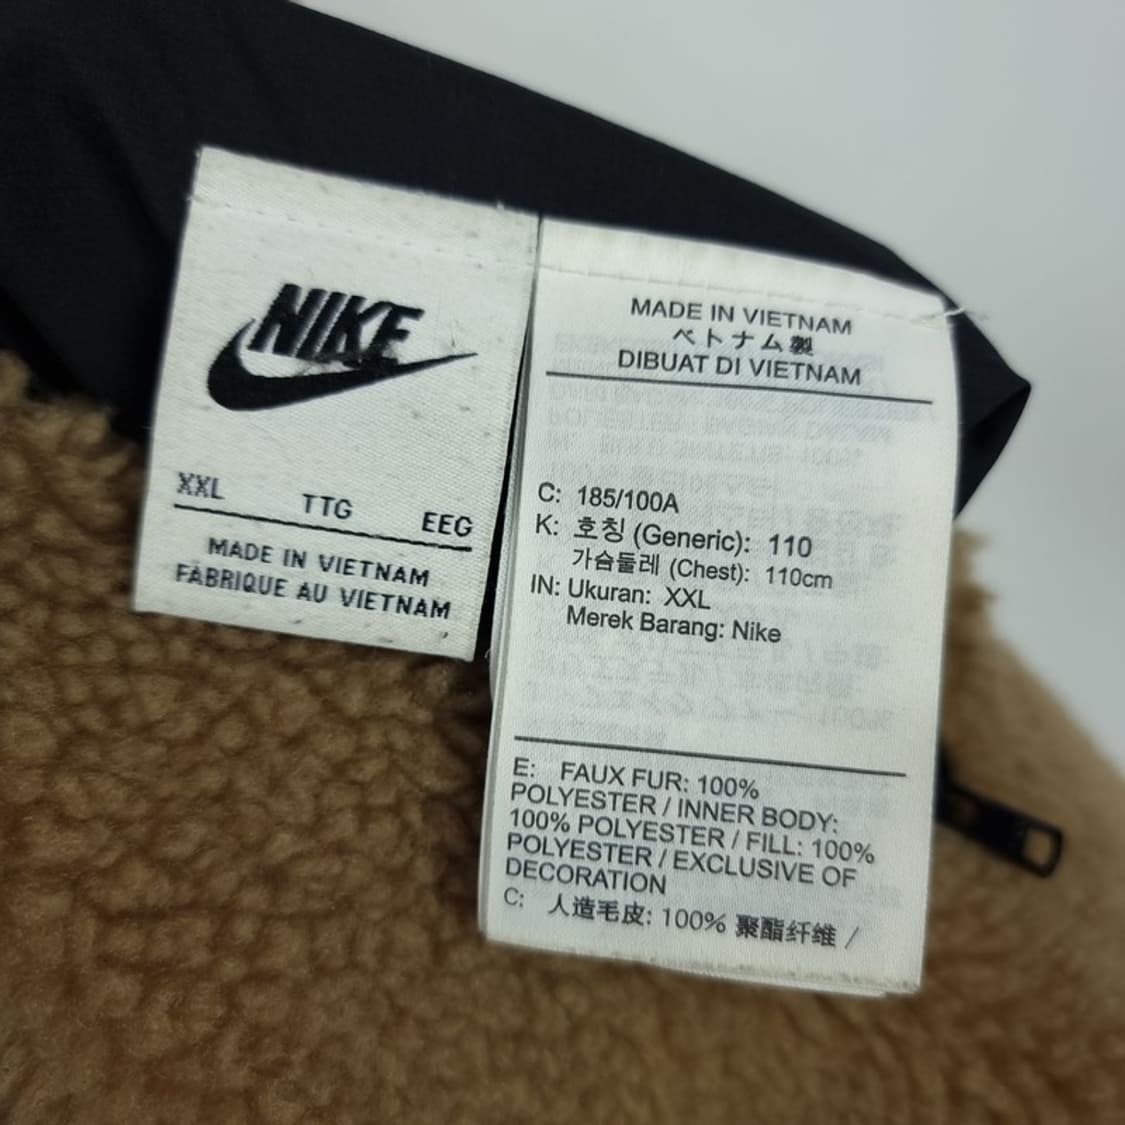 NIKE
XXL TTG EEG
MADE IN VIETNAM
FABRIQUE AU VIETNAM
MADE IN VIETNAM
ベトナム製
DIBUAT DI VIETNAM
C: 185/100A
K: 호칭 (Generic): 110
가슴둘레 (Chest): 110cm
IN: Ukuran: XXL
Merek Barang: Nike
E: FAUX FUR: 100%
POLYESTER / INNER BODY:
100% POLYESTER / FILL: 100%
POLYESTER / EXCLUSIVE OF
DECORATION
C: 人造毛皮: 100% 聚酯纤维 /